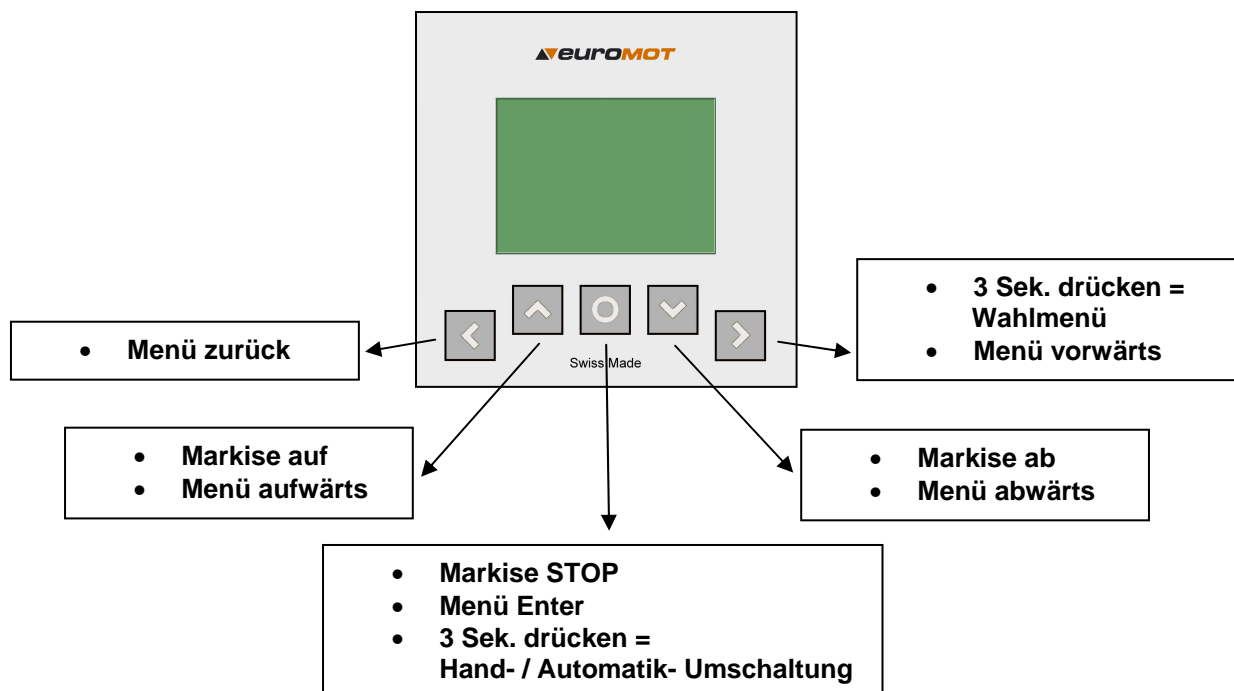 euroMOT
Swiss Made
• Menü zurück
• 3 Sek. drücken =
Wahlmenü
• Menü vorwärts
• Markise auf
• Menü aufwärts
• Markise ab
• Menü abwärts
• Markise STOP
• Menü Enter
• 3 Sek. drücken =
Hand- / Automatik- Umschaltung